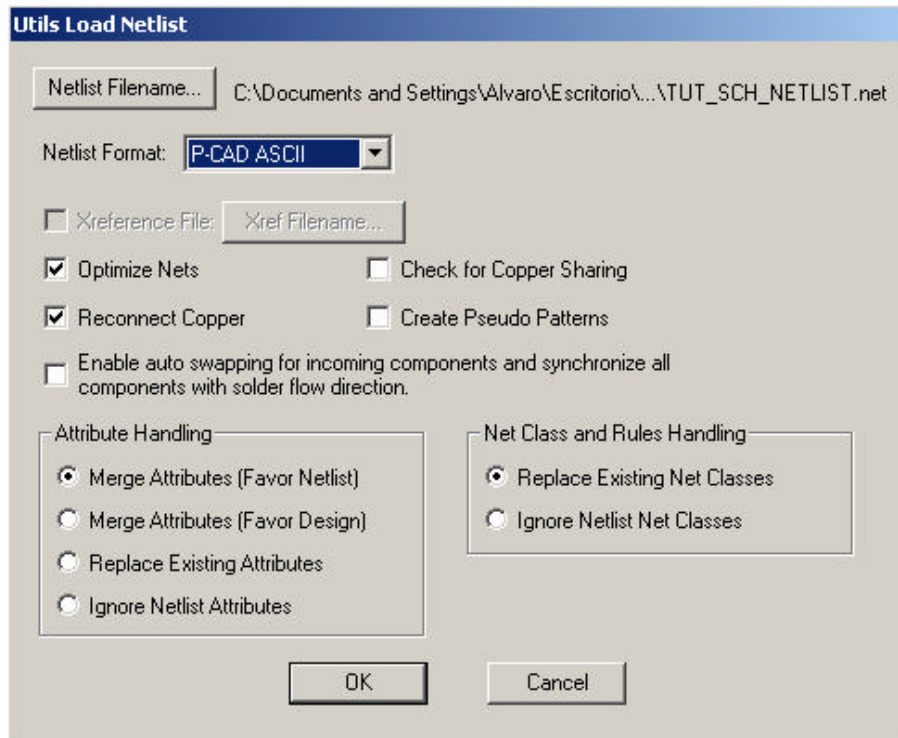 Utils Load Netlist
Netlist Filename... C:\Documents and Settings\Alvaro\Escritorio\...\TUT_SCH_NETLIST.net
Netlist Format: P-CAD ASCII
Xreference File: Xref Filename...
Optimize Nets Check for Copper Sharing
Reconnect Copper Create Pseudo Patterns
Enable auto swapping for incoming components and synchronize all
components with solder flow direction.
Attribute Handling Net Class and Rules Handling
Merge Attributes (Favor Netlist) Replace Existing Net Classes
Merge Attributes (Favor Design) Ignore Netlist Net Classes
Replace Existing Attributes
Ignore Netlist Attributes
OK Cancel